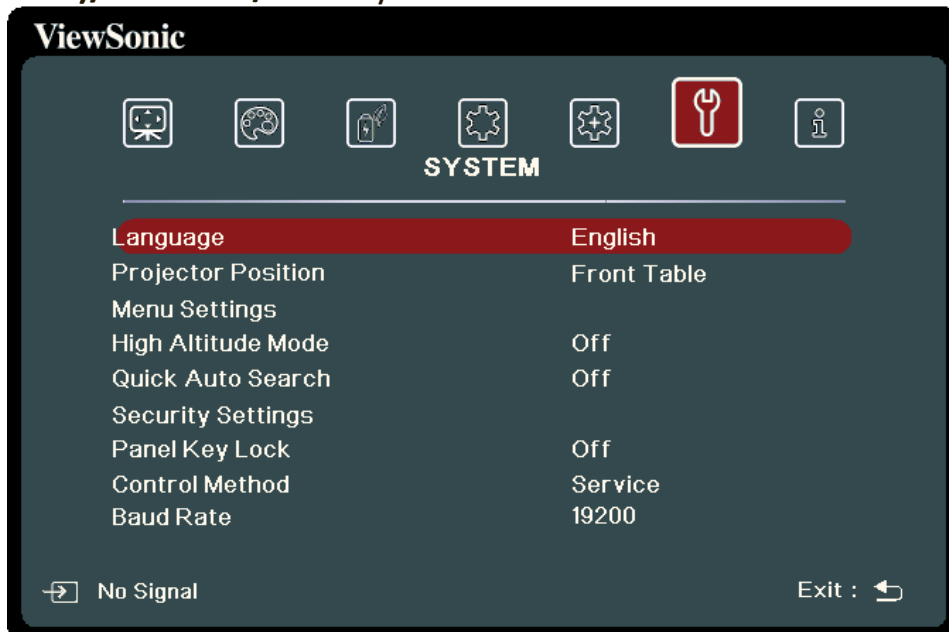 ViewSonic
SYSTEM
Language English
Projector Position Front Table
Menu Settings
High Altitude Mode Off
Quick Auto Search Off
Security Settings
Panel Key Lock Off
Control Method Service
Baud Rate 19200
No Signal Exit :